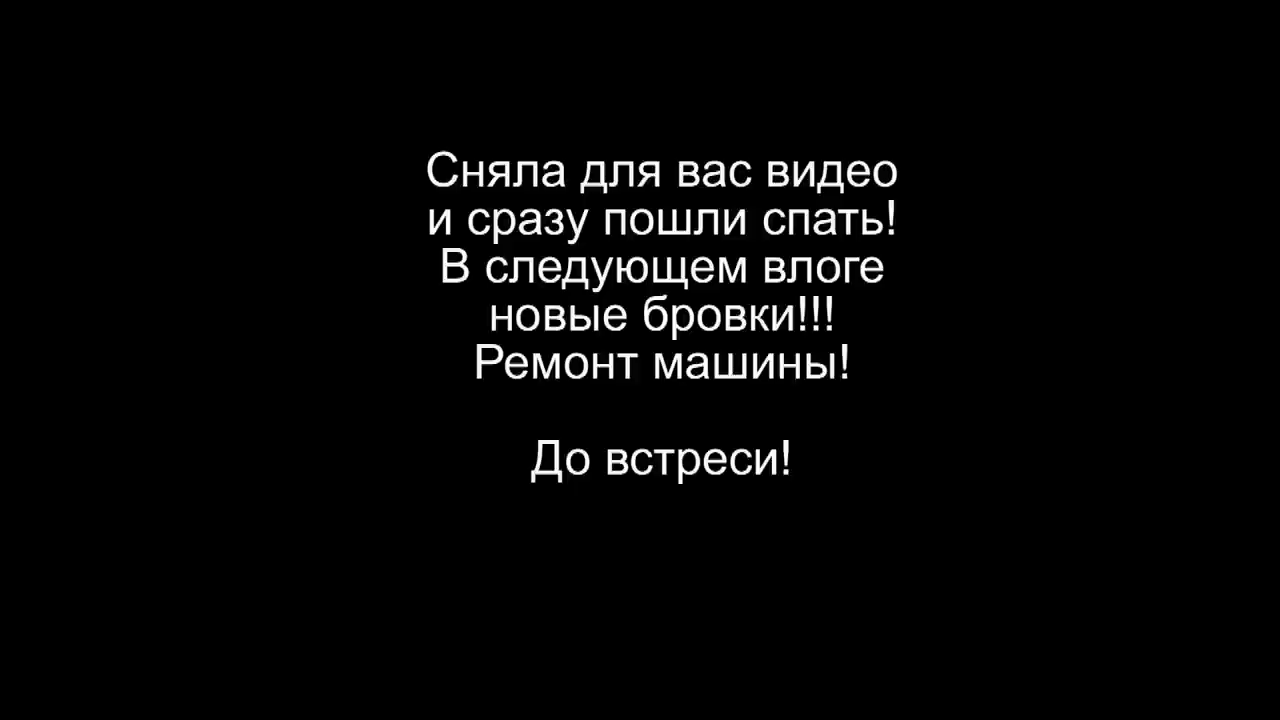 Сняла для вас видео
и сразу пошли спать!
В следующем влоге
новые бровки!!!
Ремонт машины!
До встреси!